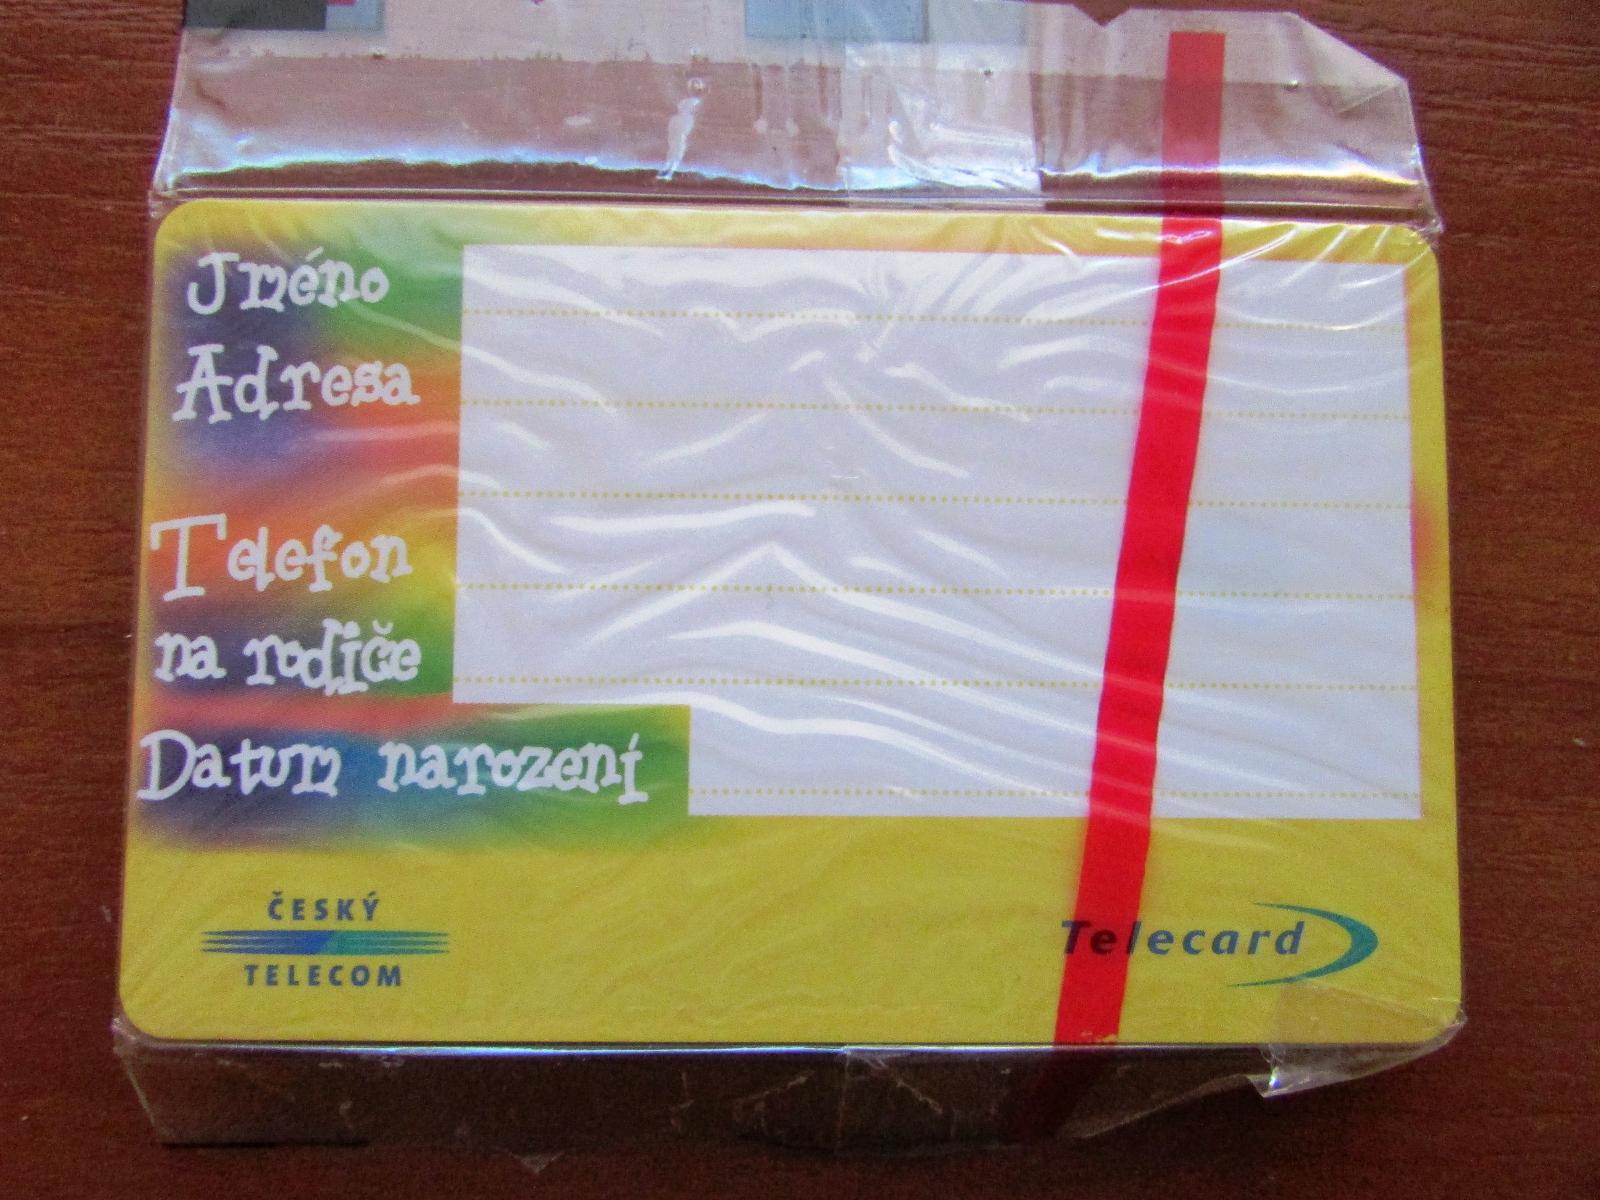 Jméno
Adresa
Telefon
na rodiče
Datum narození
ČESKÝ
TELECOM
Telecard